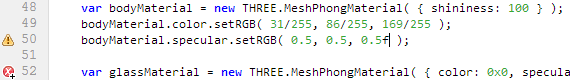 48 var bodyMaterial = new THREE.MeshPhongMaterial( { shininess: 100 } );
49 bodyMaterial.color.setRGB( 31/255, 86/255, 169/255 );
50 bodyMaterial.specular.setRGB( 0.5, 0.5, 0.5f );
51
52 var glassMaterial = new THREE.MeshPhongMaterial( { color: 0x0, specula